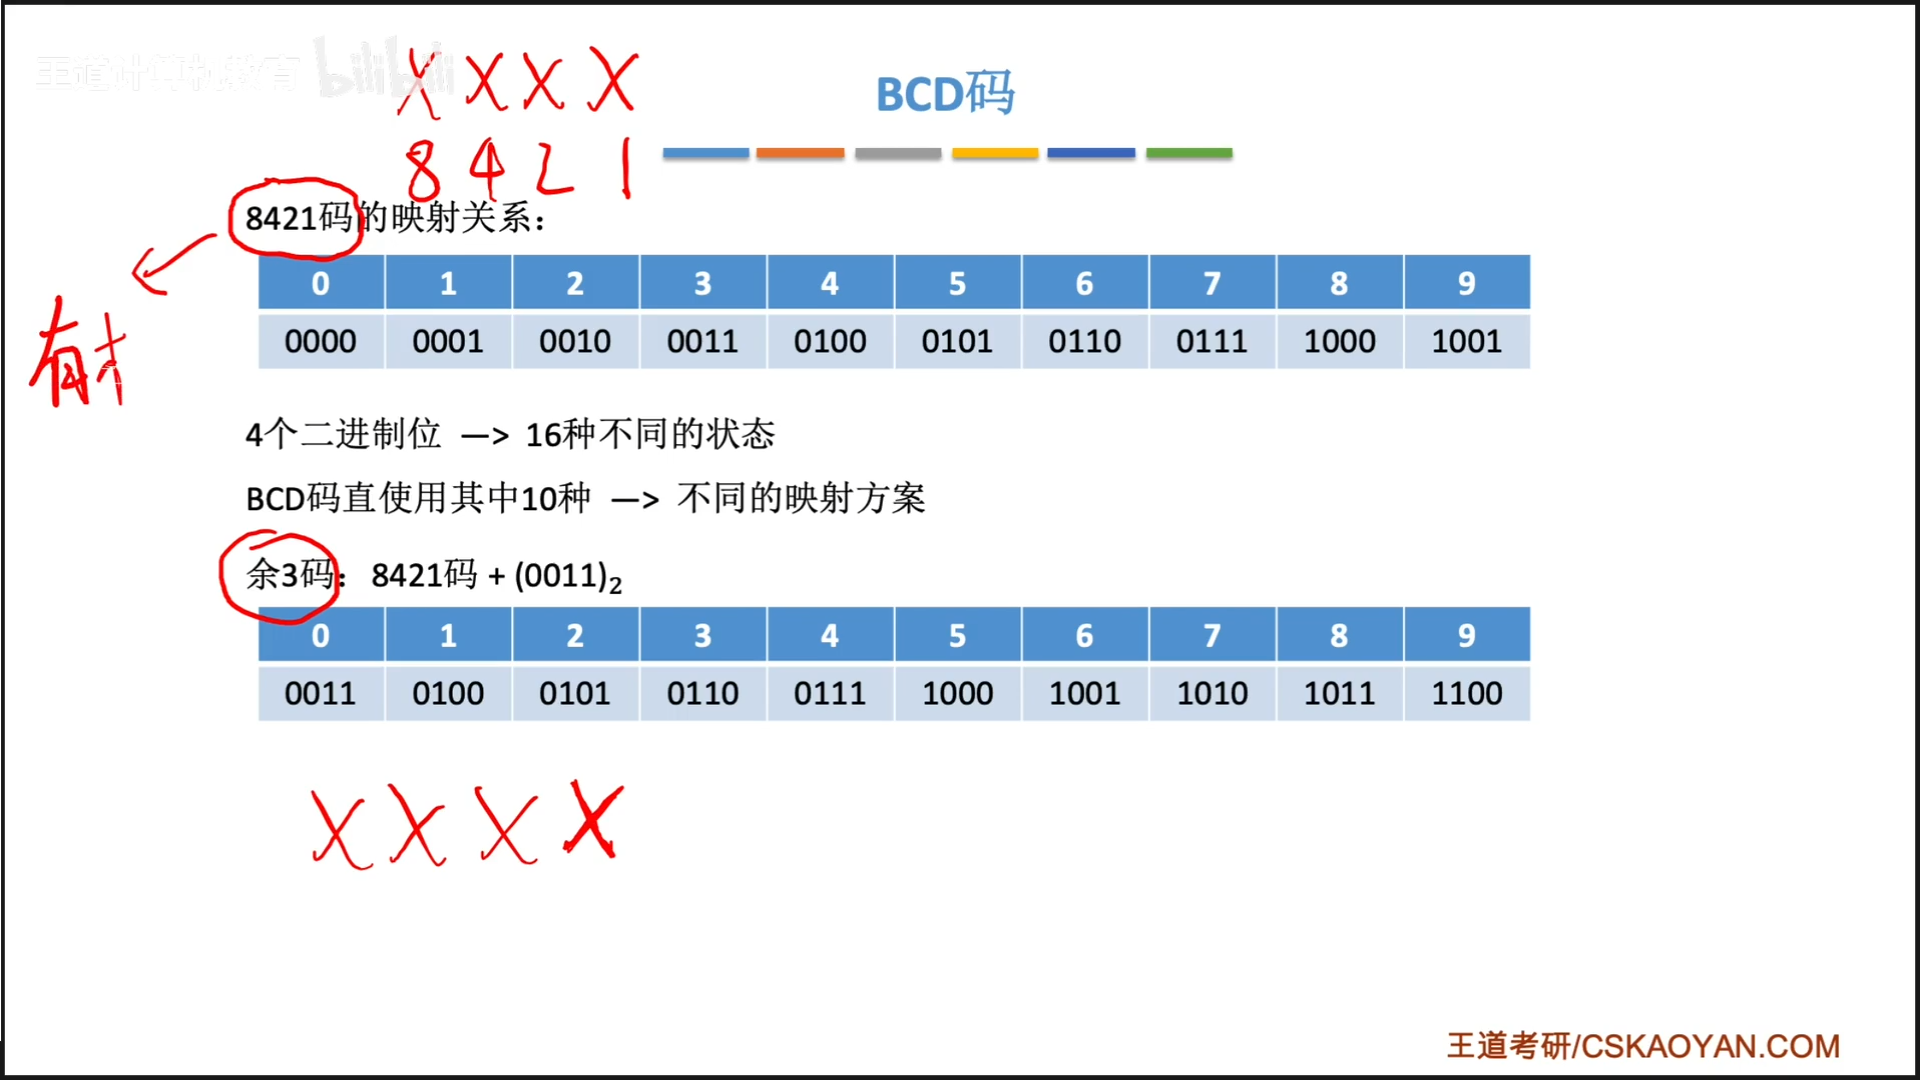 王道计算机教育 bilibili
X X X X
BCD码
8 4 2 1
8421码的映射关系：
0 1 2 3 4 5 6 7 8 9
0000 0001 0010 0011 0100 0101 0110 0111 1000 1001
有
4个二进制位 —> 16种不同的状态
BCD码直使用其中10种 —> 不同的映射方案
余3码：8421码 + (0011)₂
0 1 2 3 4 5 6 7 8 9
0011 0100 0101 0110 0111 1000 1001 1010 1011 1100
X X X X
王道考研/CSKAOYAN.COM